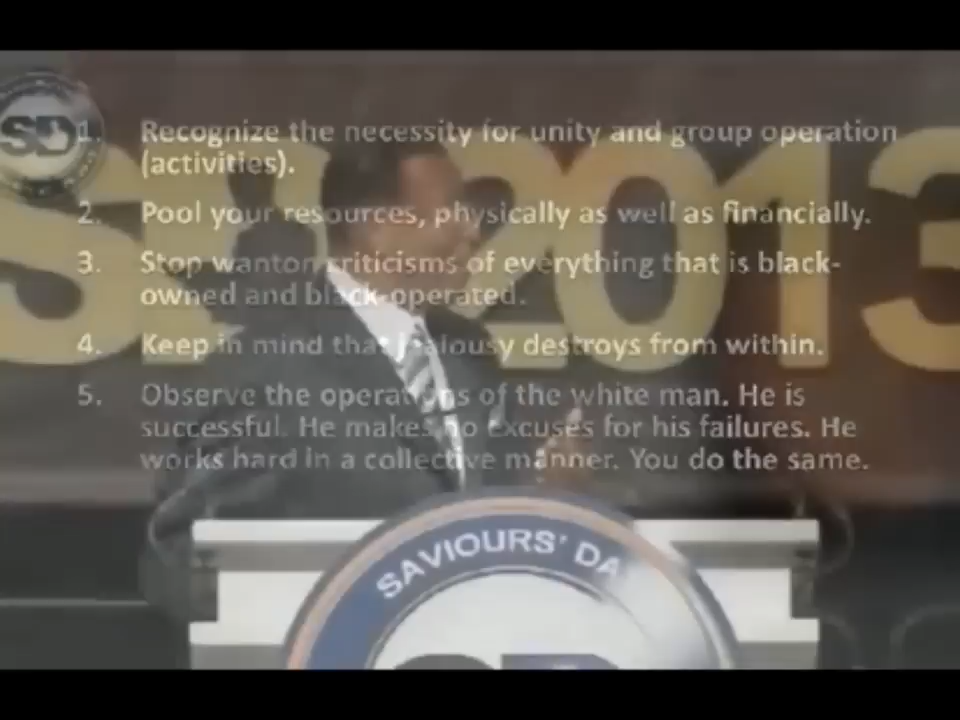 SD
1. Recognize the necessity for unity and group operation
(activities).
2. Pool your resources, physically as well as financially.
3. Stop wanton criticisms of everything that is black-
owned and black-operated.
4. Keep in mind that jealousy destroys from within.
5. Observe the operations of the white man. He is
successful. He makes no excuses for his failures. He
works hard in a collective manner. You do the same.
SD 2013
SAVIOURS' DA
SD